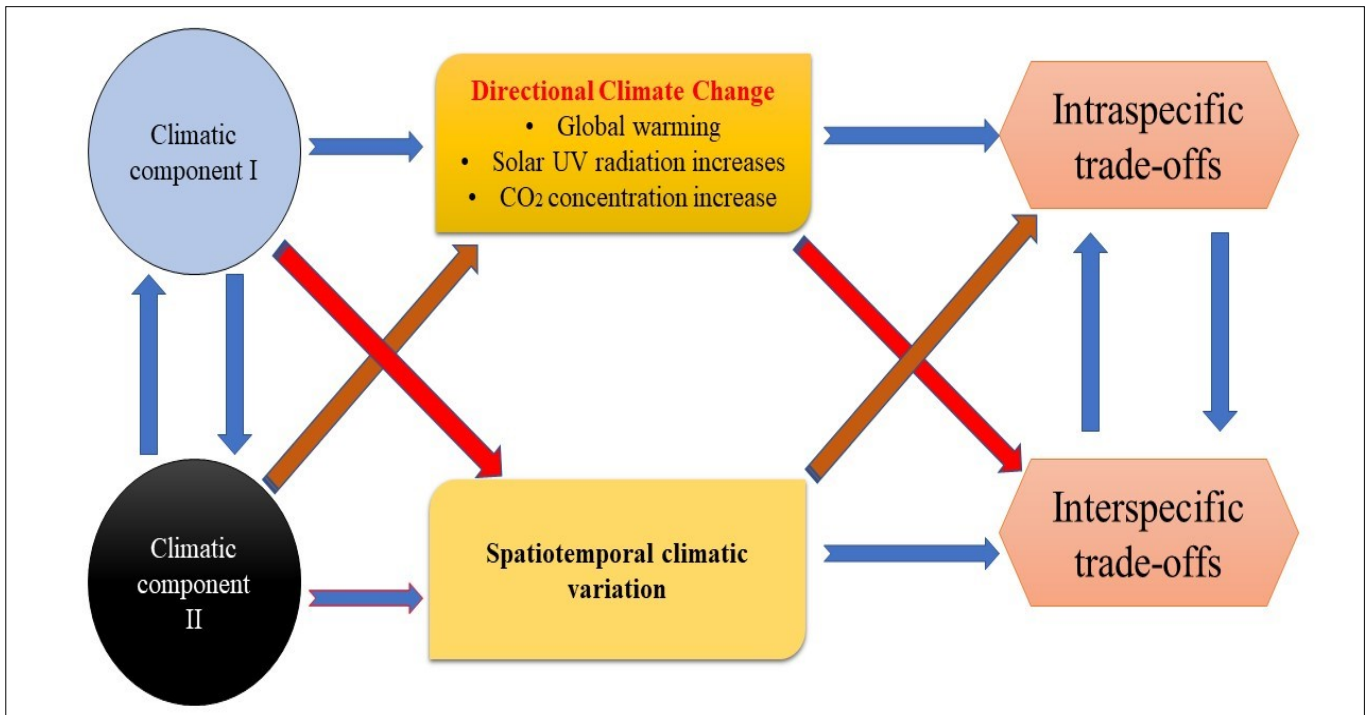 Climatic
component I
Directional Climate Change
• Global warming
• Solar UV radiation increases
• CO₂ concentration increase
Intraspecific
trade-offs
Climatic
component
II
Spatiotemporal climatic
variation
Interspecific
trade-offs